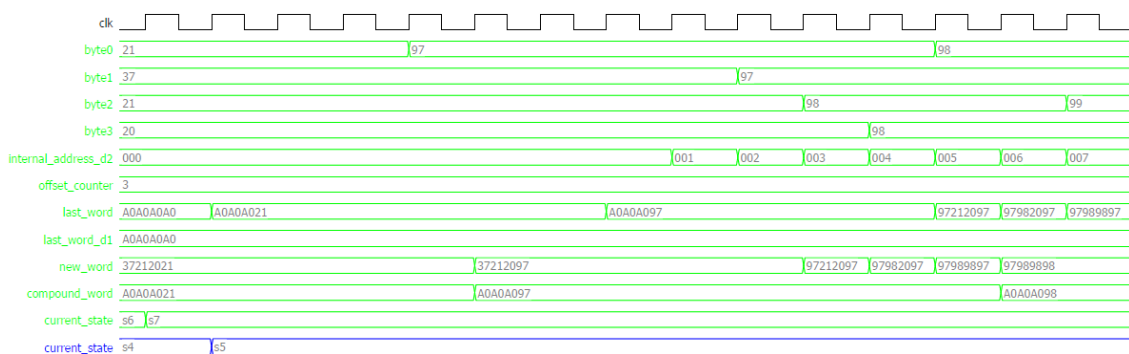 clk
byte0 21 97 98
byte1 37 97
byte2 21 98 99
byte3 20 98
internal_address_d2 000 001 002 003 004 005 006 007
offset_counter 3
last_word A0A0A0A0 A0A0A021 A0A0A097 97212097 97982097 97989897
last_word_d1 A0A0A0A0
new_word 37212021 37212097 97212097 97982097 97989897 97989898
compound_word A0A0A021 A0A0A097 A0A0A098
current_state s6 s7
current_state s4 s5